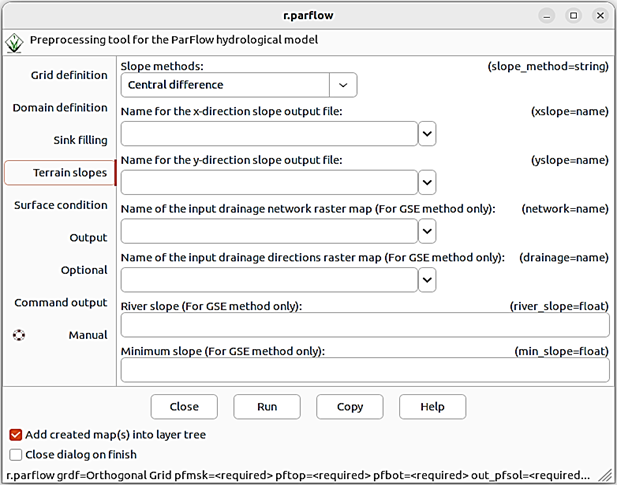 r.parflow
Preprocessing tool for the ParFlow hydrological model
Grid definition
Domain definition
Sink filling
Terrain slopes
Surface condition
Output
Optional
Command output
Manual
Slope methods: (slope_method=string)
Central difference
Name for the x-direction slope output file: (xslope=name)
Name for the y-direction slope output file: (yslope=name)
Name of the input drainage network raster map (For GSE method only): (network=name)
Name of the input drainage directions raster map (For GSE method only): (drainage=name)
River slope (For GSE method only): (river_slope=float)
Minimum slope (For GSE method only): (min_slope=float)
Close Run Copy Help
Add created map(s) into layer tree
Close dialog on finish
r.parflow grdf=Orthogonal Grid pfmsk=<required> pftop=<required> pfbot=<required> out_pfsol=<required...